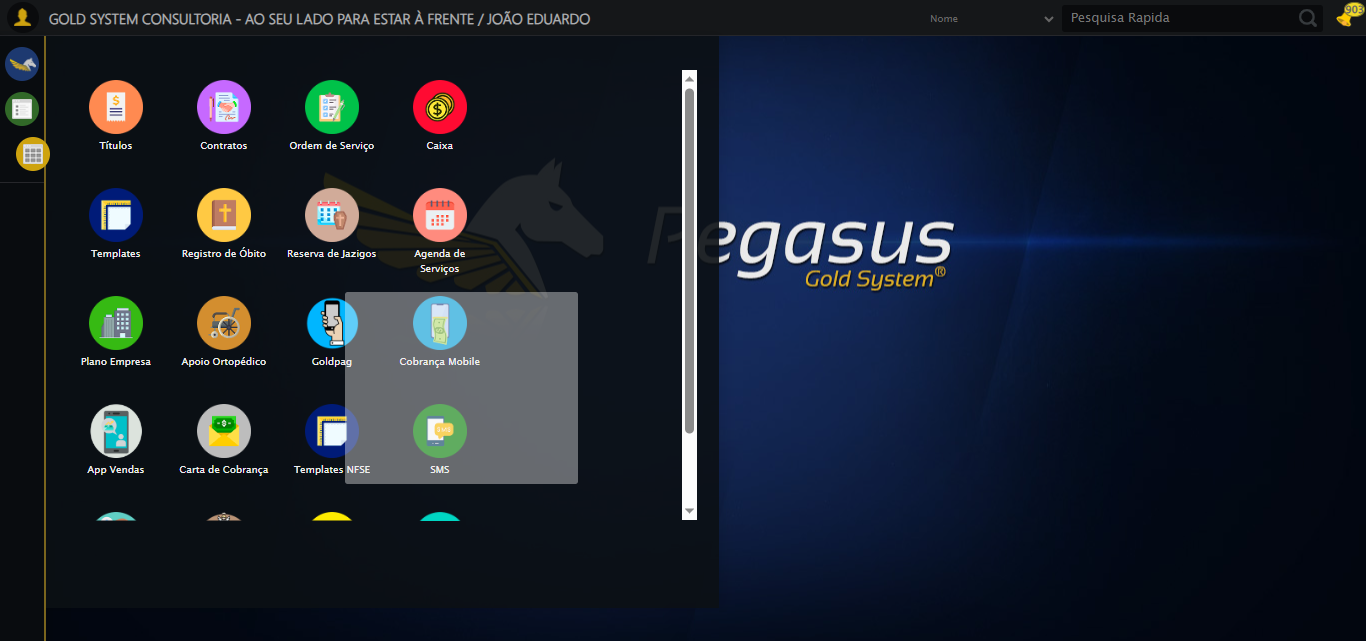 GOLD SYSTEM CONSULTORIA - AO SEU LADO PARA ESTAR À FRENTE / JOÃO EDUARDO
Nome
Pesquisa Rapida
903
Títulos
Contratos
Ordem de Serviço
Caixa
Templates
Registro de Óbito
Reserva de Jazigos
Agenda de
Serviços
Pegasus
Gold System®
Plano Empresa
Apoio Ortopédico
Goldpag
Cobrança Mobile
App Vendas
Carta de Cobrança
Templates NFSE
SMS
SMS